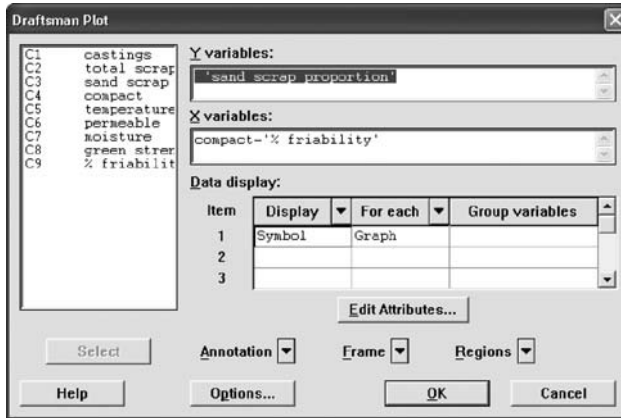 Draftsman Plot
C1 castings
C2 total scrap
C3 sand scrap
C4 compact
C5 temperature
C6 permeable
C7 moisture
C8 green stren
C9 % friabilit
Y variables:
'sand scrap proportion'
X variables:
compact-'% friability'
Data display:
Item Display For each Group variables
1 Symbol Graph
2
3
Edit Attributes...
Select
Annotation Frame Regions
Help Options... OK Cancel